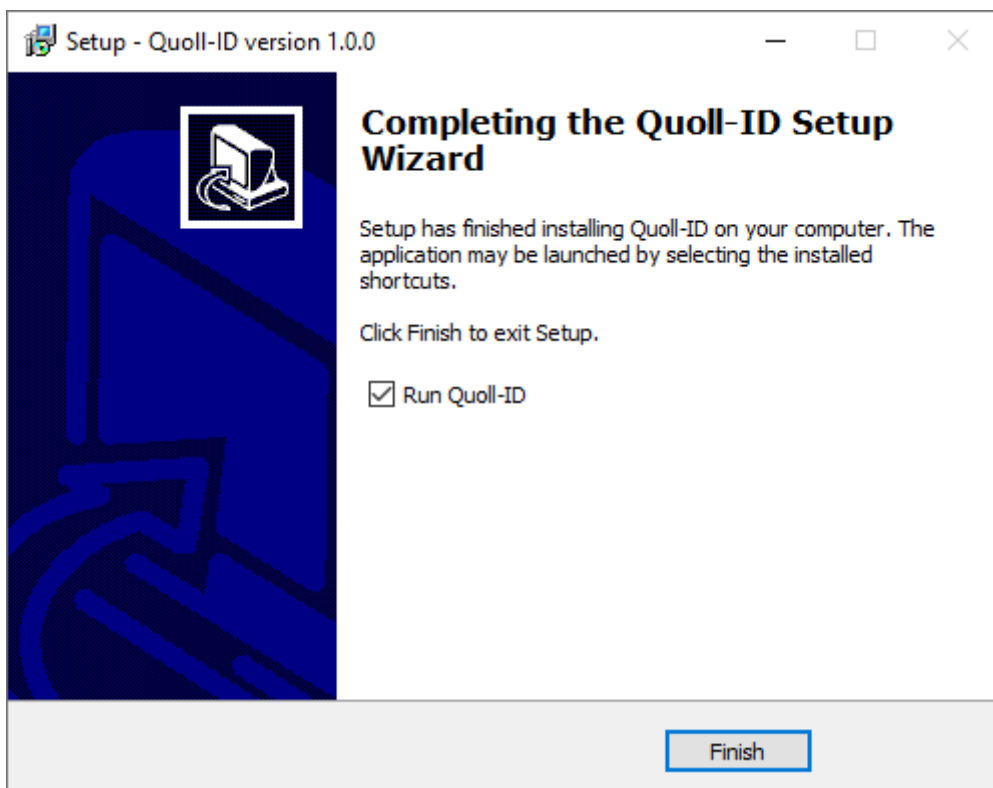 Setup - Quoll-ID version 1.0.0
Completing the Quoll-ID Setup
Wizard
Setup has finished installing Quoll-ID on your computer. The
application may be launched by selecting the installed
shortcuts.
Click Finish to exit Setup.
Run Quoll-ID
Finish